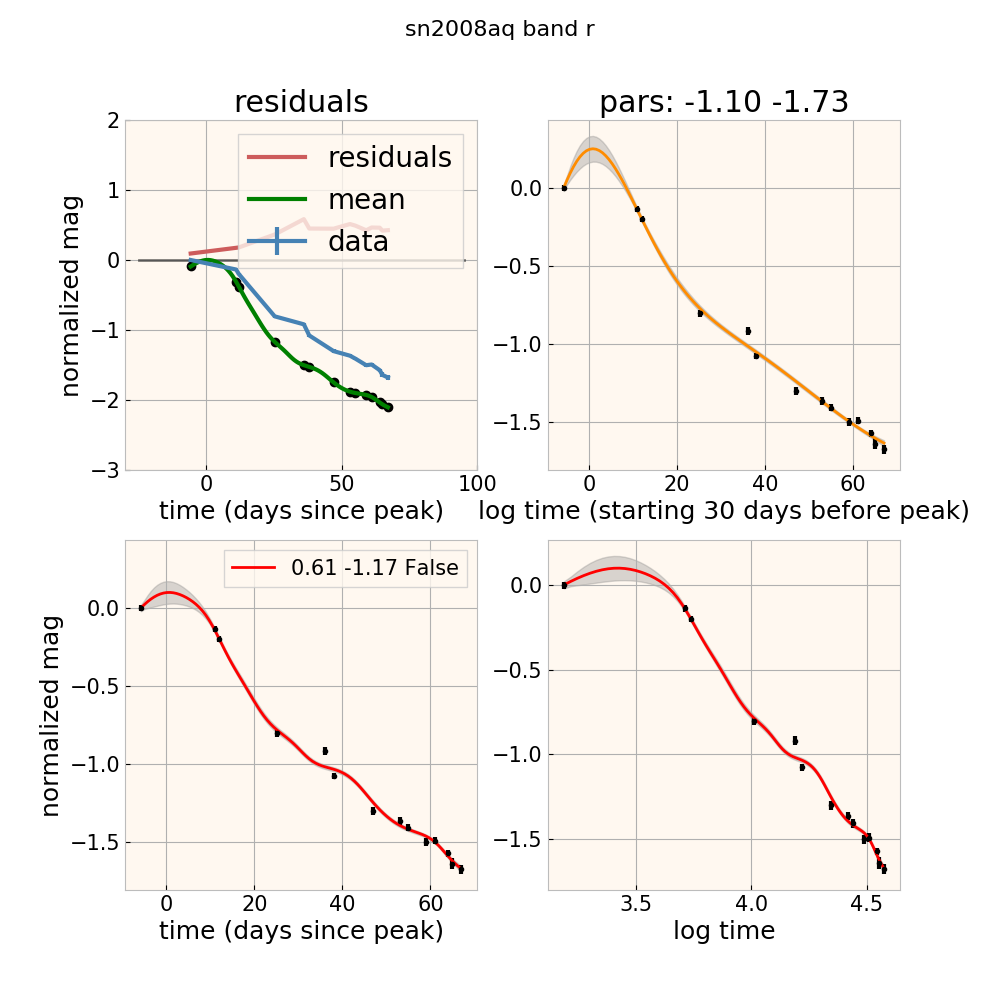 sn2008aq band r
residuals
pars: -1.10 -1.73
normalized mag
2
1
0
−1
−2
−3
residuals
mean
data
0
50
100
time (days since peak)
0.0
−0.5
−1.0
−1.5
0
20
40
60
log time (starting 30 days before peak)
normalized mag
0.0
−0.5
−1.0
−1.5
0.61 -1.17 False
0
20
40
60
time (days since peak)
0.0
−0.5
−1.0
−1.5
3.5
4.0
4.5
log time